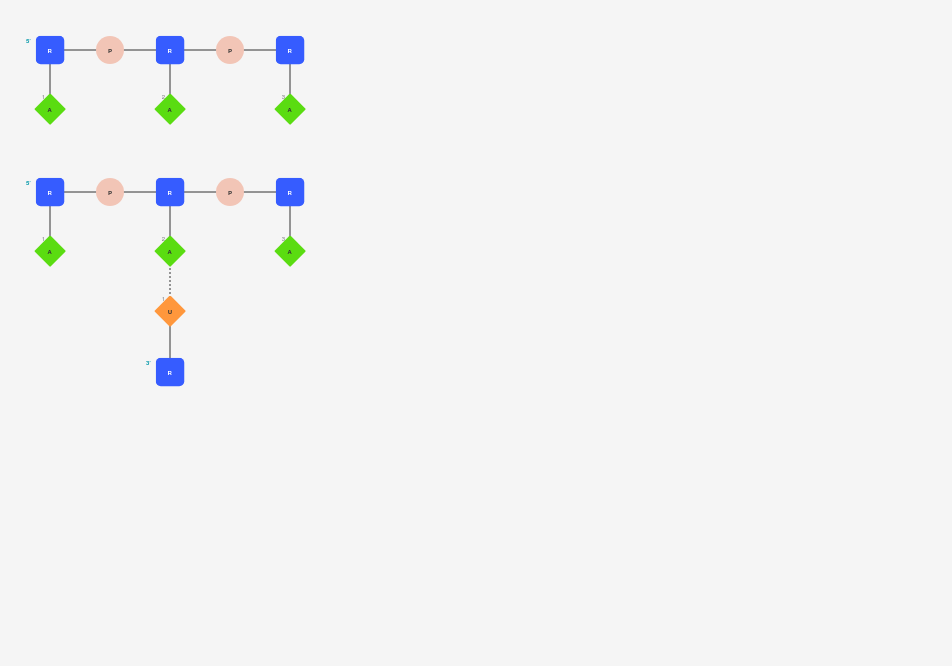 5' R P R P R
1 2 3
A A A
5' R P R P R
1 2 3
A A A
1
U
3' R